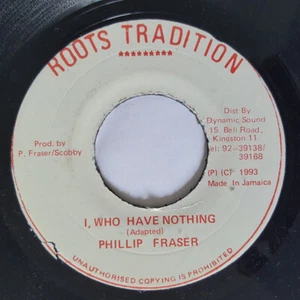 ROOTS TRADITION
*********
Prod. by
P. Fraser/Scobby
Dist By
Dynamic Sound
15. Bell Road,
Kingston 11
Tel: 92-39138/
39168
(P) (C) 1993
Made In Jamaica
I, WHO HAVE NOTHING
(Adapted)
PHILLIP FRASER
UNAUTHORISED COPYING IS PROHIBITED